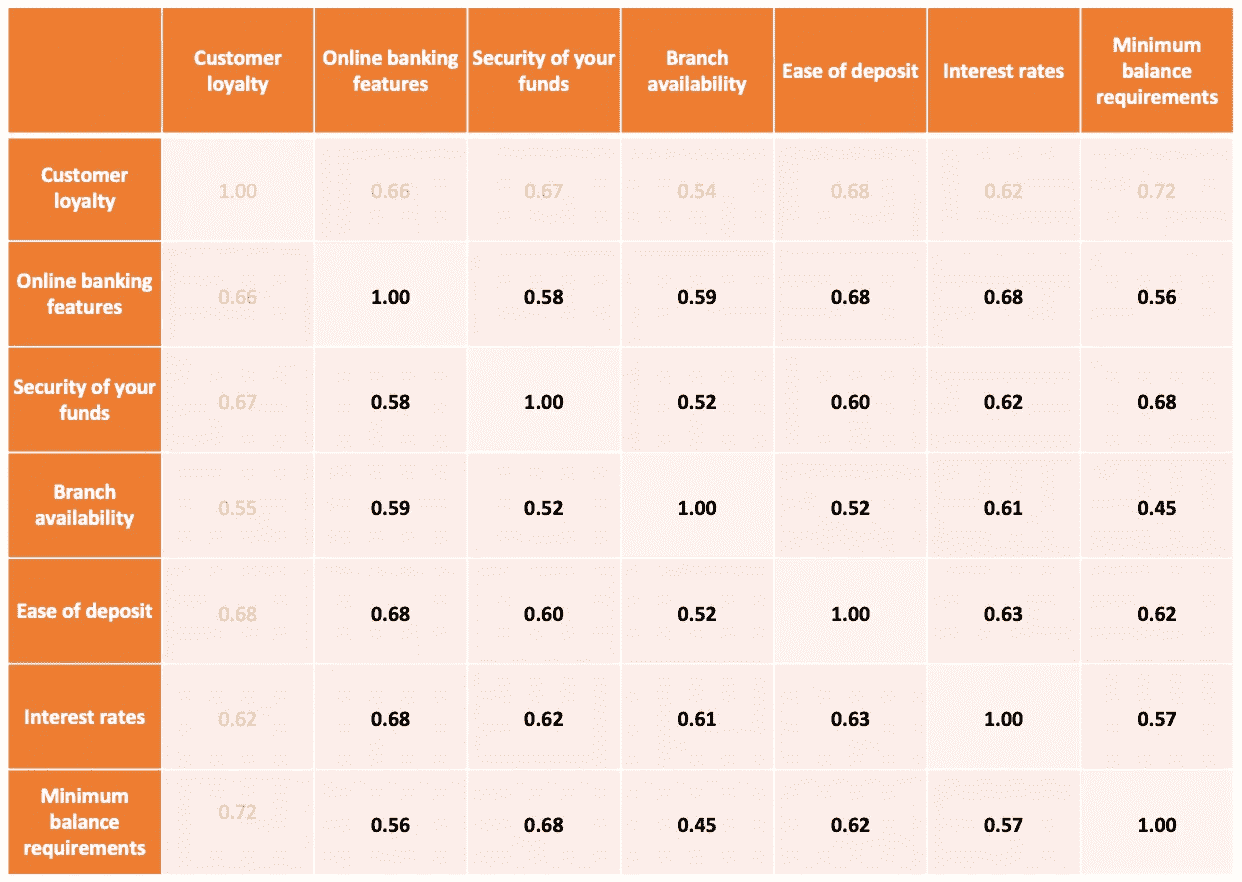 Customer loyalty Online banking features Security of your funds Branch availability Ease of deposit Interest rates Minimum balance requirements
Customer loyalty 1.00 0.66 0.67 0.54 0.68 0.62 0.72
Online banking features 0.66 1.00 0.58 0.59 0.68 0.68 0.56
Security of your funds 0.67 0.58 1.00 0.52 0.60 0.62 0.68
Branch availability 0.55 0.59 0.52 1.00 0.52 0.61 0.45
Ease of deposit 0.68 0.68 0.60 0.52 1.00 0.63 0.62
Interest rates 0.62 0.68 0.62 0.61 0.63 1.00 0.57
Minimum balance requirements 0.72 0.56 0.68 0.45 0.62 0.57 1.00